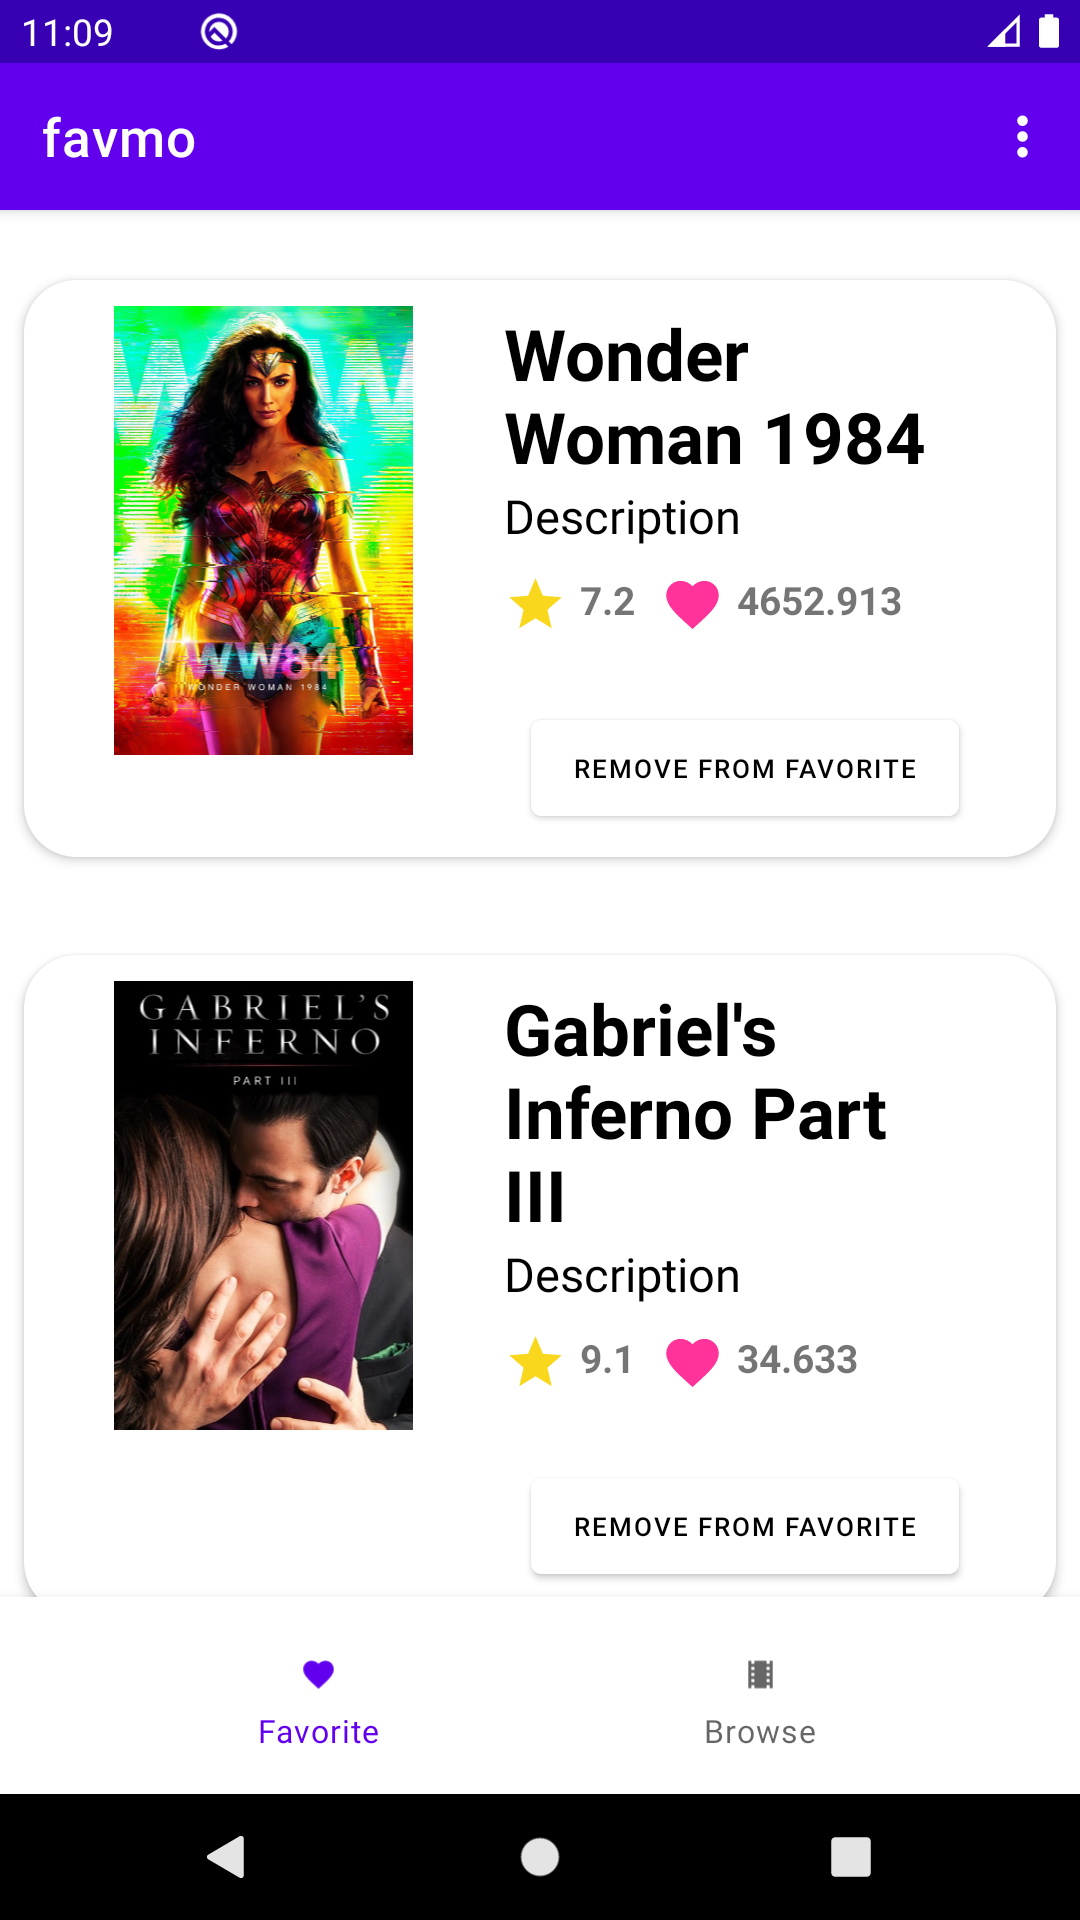 11:09
favmo
WW
WW84
WONDER WOMAN 1984
Wonder
Woman 1984
Description
7.2
4652.913
REMOVE FROM FAVORITE
GABRIEL'S
INFERNO
PART III
Gabriel's
Inferno Part
III
Description
9.1
34.633
REMOVE FROM FAVORITE
Favorite
Browse